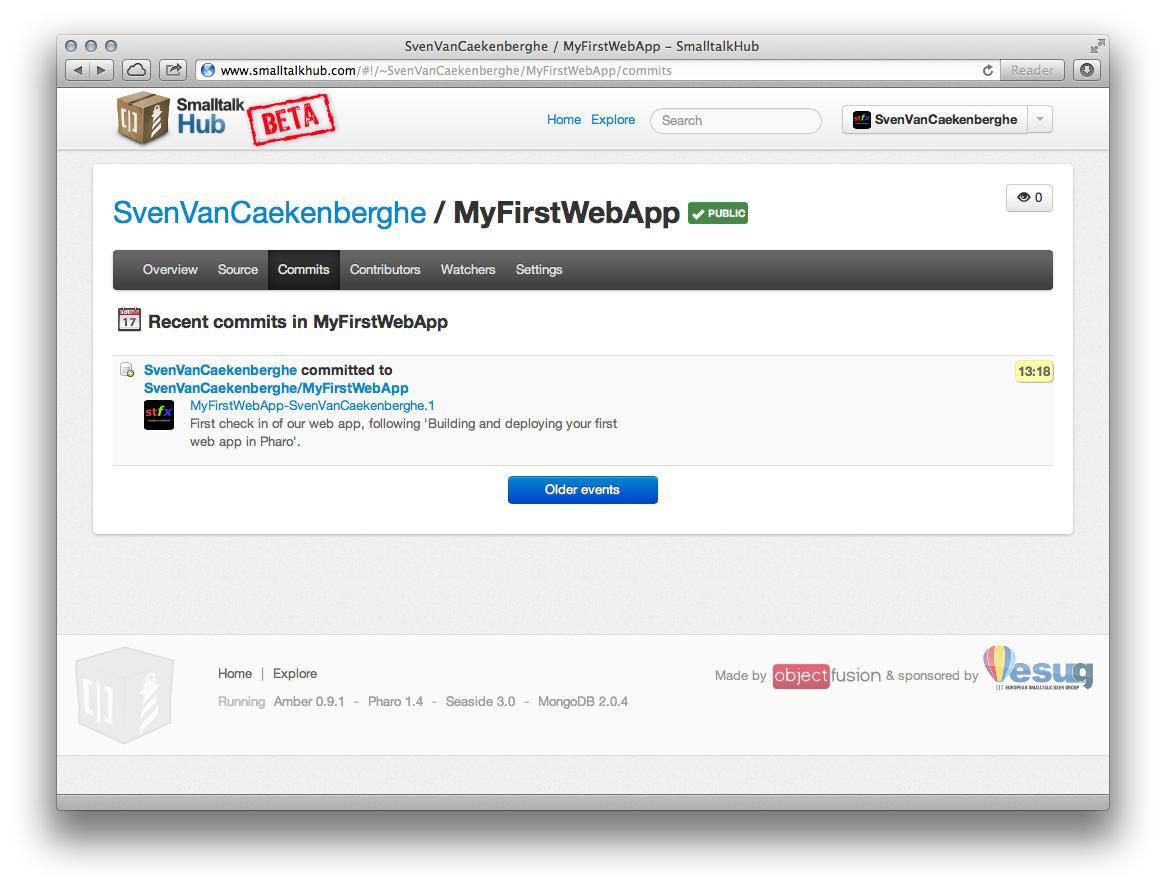 SvenVanCaekenberghe / MyFirstWebApp – SmalltalkHub
www.smalltalkhub.com/#!/~SvenVanCaekenberghe/MyFirstWebApp/commits
Reader
Smalltalk
Hub
BETA
Home Explore Search SvenVanCaekenberghe
SvenVanCaekenberghe / MyFirstWebApp PUBLIC
0
Overview Source Commits Contributors Watchers Settings
17 Recent commits in MyFirstWebApp
SvenVanCaekenberghe committed to 13:18
SvenVanCaekenberghe/MyFirstWebApp
stfx
MyFirstWebApp-SvenVanCaekenberghe.1
First check in of our web app, following 'Building and deploying your first
web app in Pharo'.
Older events
Home | Explore
Running Amber 0.9.1 - Pharo 1.4 - Seaside 3.0 - MongoDB 2.0.4
Made by objectfusion & sponsored by esug
EUROPEAN SMALLTALK USER GROUP